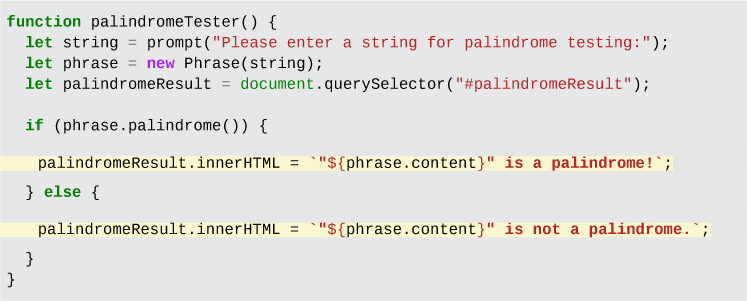 function palindromeTester() {
  let string = prompt("Please enter a string for palindrome testing:");
  let phrase = new Phrase(string);
  let palindromeResult = document.querySelector("#palindromeResult");
  if (phrase.palindrome()) {
    palindromeResult.innerHTML = `"${phrase.content}" is a palindrome!`;
  } else {
    palindromeResult.innerHTML = `"${phrase.content}" is not a palindrome.`;
  }
}